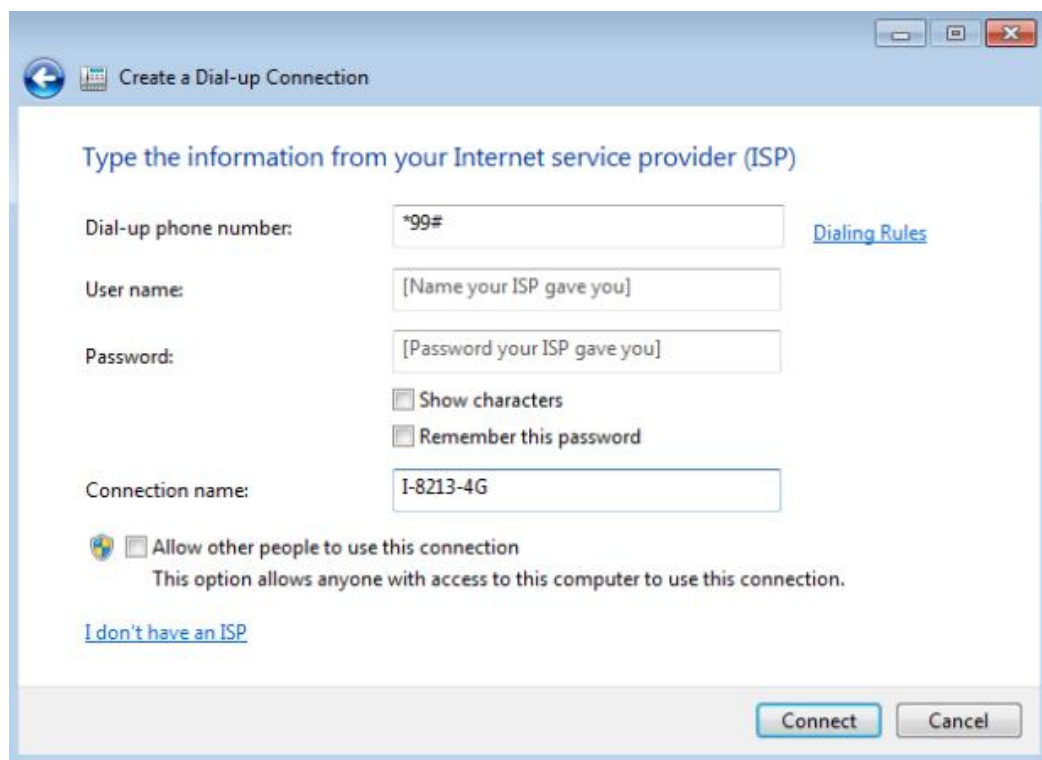 Create a Dial-up Connection
Type the information from your Internet service provider (ISP)
Dial-up phone number:
*99#
Dialing Rules
User name:
[Name your ISP gave you]
Password:
[Password your ISP gave you]
Show characters
Remember this password
Connection name:
I-8213-4G
Allow other people to use this connection
This option allows anyone with access to this computer to use this connection.
I don't have an ISP
Connect
Cancel